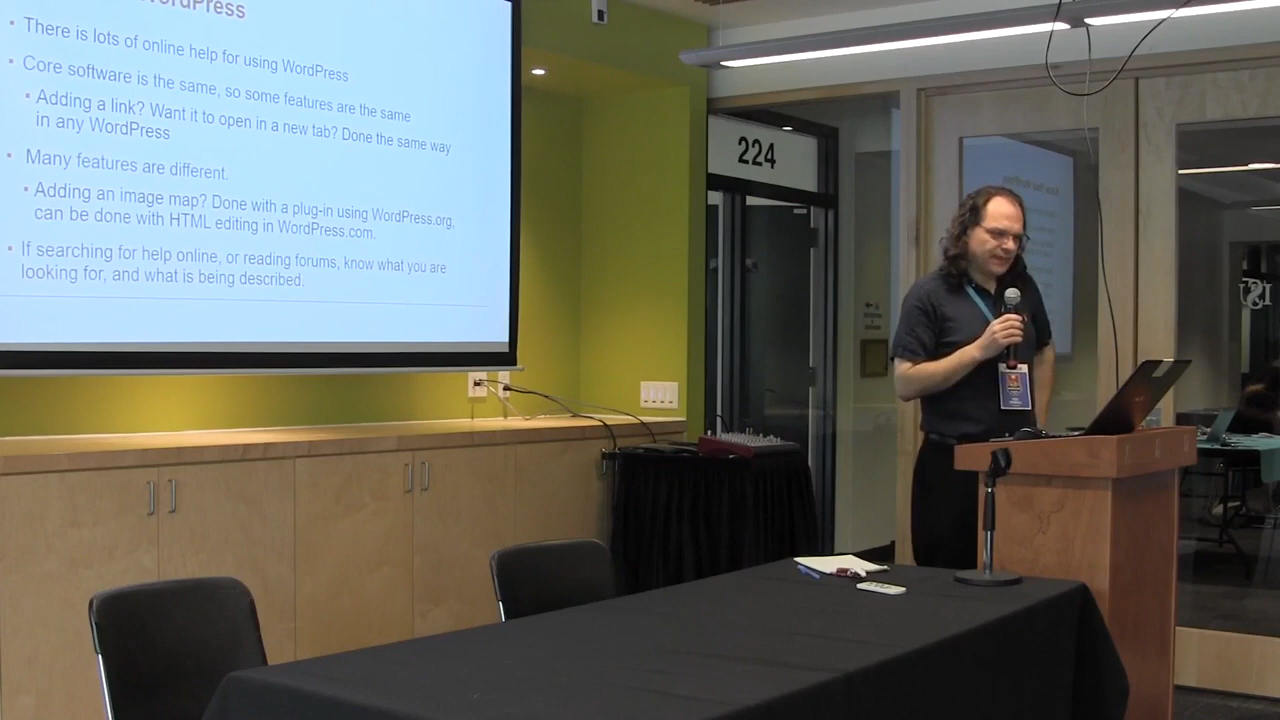 WordPress
There is lots of online help for using WordPress
Core software is the same, so some features are the same
Adding a link? Want it to open in a new tab? Done the same way
in any WordPress
Many features are different.
Adding an image map? Done with a plug-in using WordPress.org,
can be done with HTML editing in WordPress.com.
If searching for help online, or reading forums, know what you are
looking for, and what is being described.
224